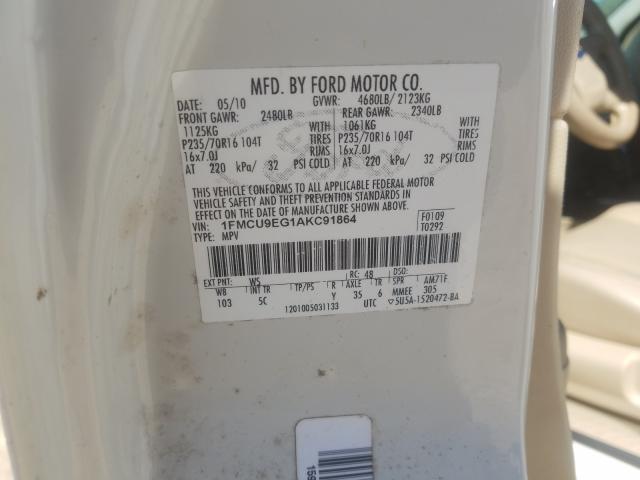 MFD. BY FORD MOTOR CO.
DATE: 05/10 GVWR: 4680LB/ 2123KG
FRONT GAWR: 2480LB REAR GAWR: 2340LB
1125KG WITH 1061KG WITH
P235/70R16 104T TIRES P235/70R16 104T TIRES
16x7.0J RIMS 16x7.0J RIMS
AT 220 kPa/ 32 PSI COLD AT 220 kPa/ 32 PSI COLD
THIS VEHICLE CONFORMS TO ALL APPLICABLE FEDERAL MOTOR
VEHICLE SAFETY AND THEFT PREVENTION STANDARDS IN
EFFECT ON THE DATE OF MANUFACTURE SHOWN ABOVE.
VIN: 1FMCU9EG1AKC91864 F0109
TYPE: MPV T0292
EXT PNT: WS RC: 48 DSO:
WB INT TR TP/PS R AXLE TR SPR AM71F
103 5C Y 35 6 MMEE 305
1201005031133 UTC ▽5U5A-1520472-BA